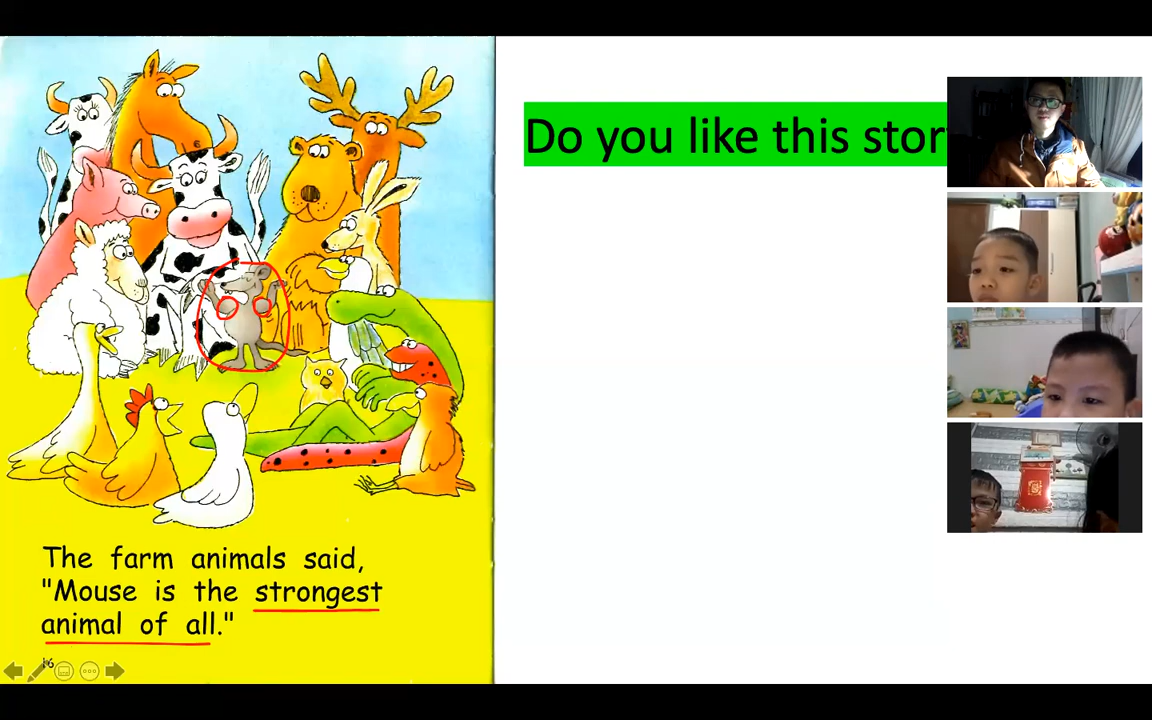 Do you like this stor
The farm animals said,
"Mouse is the strongest
animal of all."